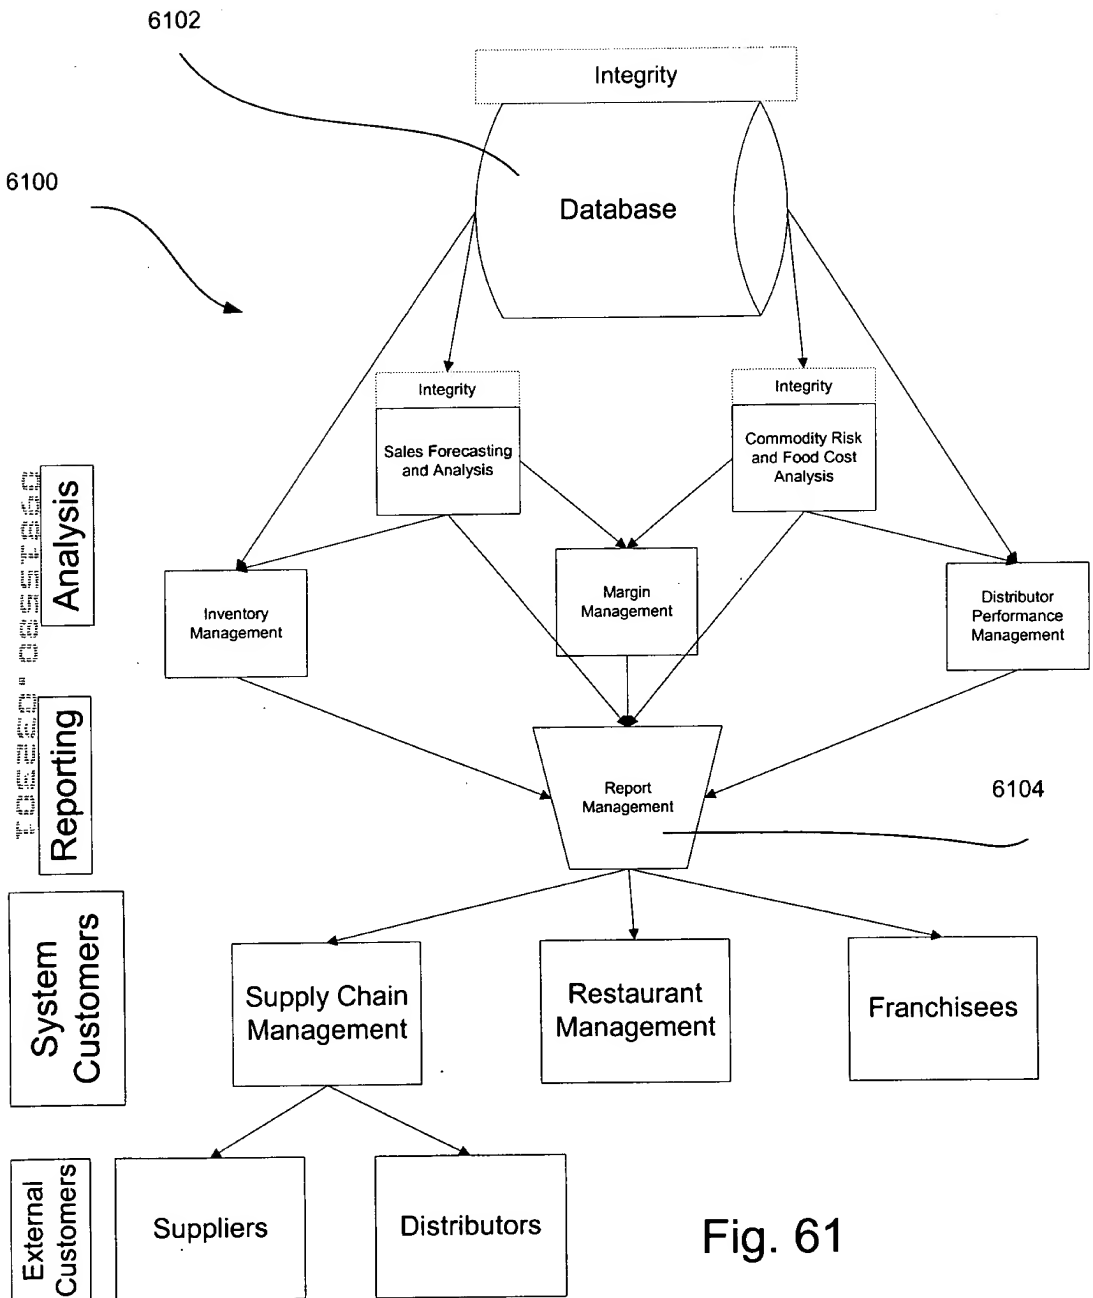 6102
Integrity
6100
Database
Integrity
Integrity
Sales Forecasting
and Analysis
Commodity Risk
and Food Cost
Analysis
Analysis
Inventory
Management
Margin
Management
Distributor
Performance
Management
Reporting
Report
Management
6104
System
Customers
Supply Chain
Management
Restaurant
Management
Franchisees
External
Customers
Suppliers
Distributors
Fig. 61